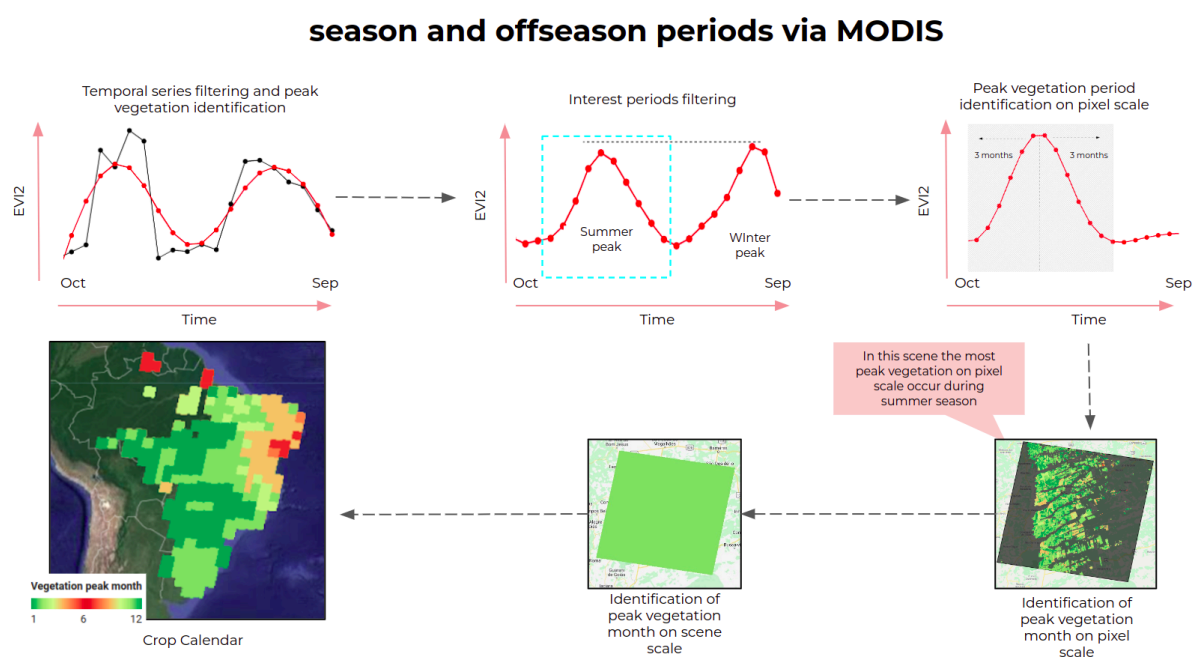 season and offseason periods via MODIS
Temporal series filtering and peak
vegetation identification
EVI2
Oct
Sep
Time
Interest periods filtering
EVI2
Summer
peak
WInter
peak
Oct
Sep
Time
Peak vegetation period
identification on pixel scale
EVI2
3 months
3 months
Oct
Sep
Time
In this scene the most
peak vegetation on pixel
scale occur during
summer season
Identification of
peak vegetation
month on pixel
scale
Identification of
peak vegetation
month on scene
scale
Vegetation peak month
1
6
12
Crop Calendar